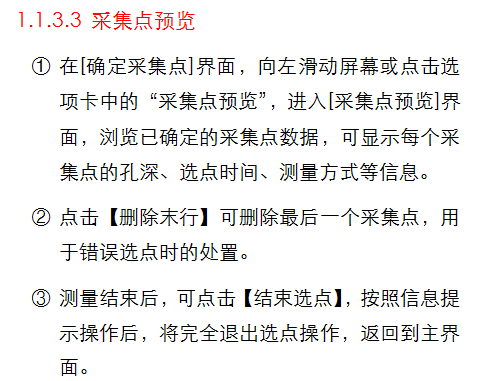 1.1.3.3 采集点预览
① 在[确定采集点]界面，向左滑动屏幕或点击选
项卡中的“采集点预览”，进入[采集点预览]界
面，浏览已确定的采集点数据，可显示每个采
集点的孔深、选点时间、测量方式等信息。
② 点击【删除末行】可删除最后一个采集点，用
于错误选点时的处置。
③ 测量结束后，可点击【结束选点】，按照信息提
示操作后，将完全退出选点操作，返回到主界
面。